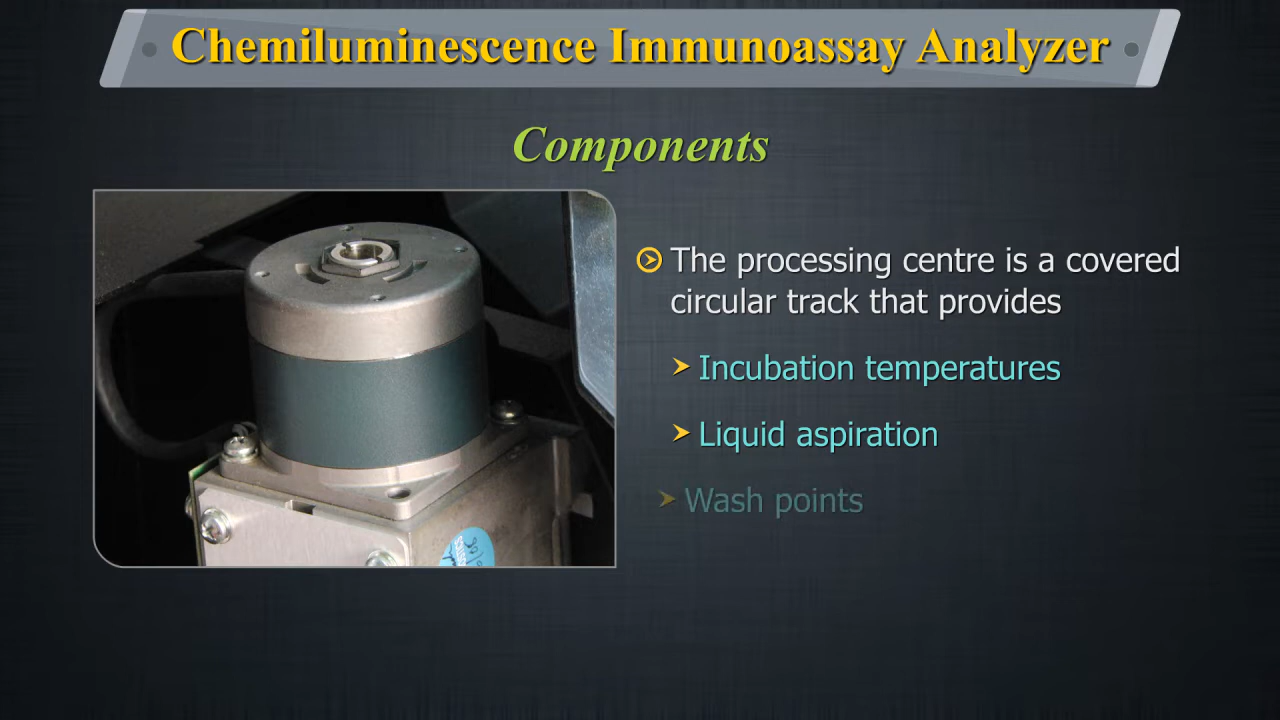 Chemiluminescence Immunoassay Analyzer
Components
The processing centre is a covered
circular track that provides
Incubation temperatures
Liquid aspiration
Wash points